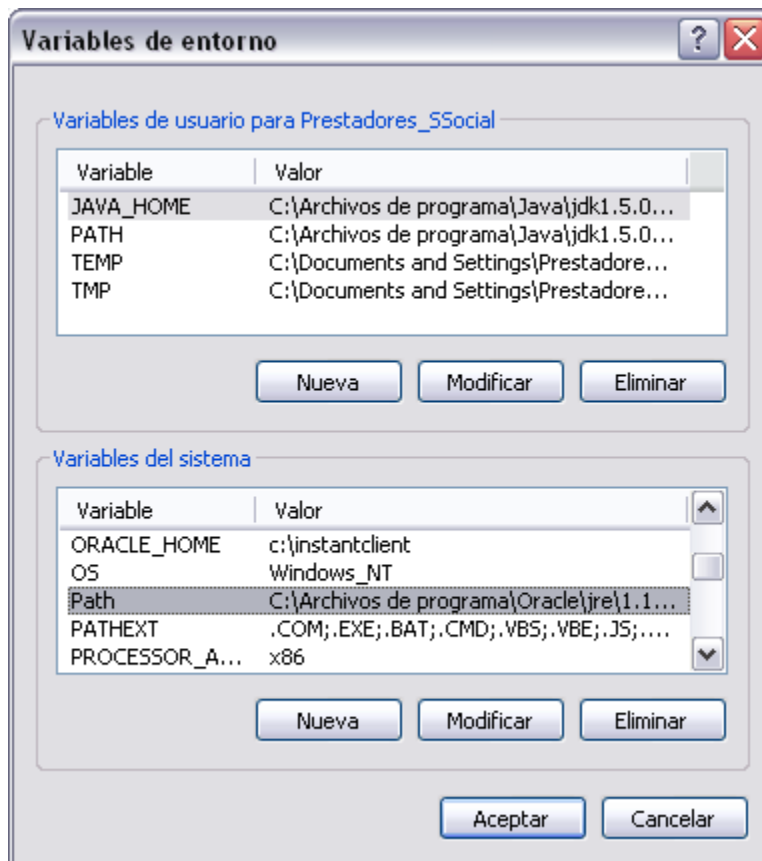 Variables de entorno
Variables de usuario para Prestadores_SSocial
Variable Valor
JAVA_HOME C:\Archivos de programa\Java\jdk1.5.0...
PATH C:\Archivos de programa\Java\jdk1.5.0...
TEMP C:\Documents and Settings\Prestadore...
TMP C:\Documents and Settings\Prestadore...
Nueva Modificar Eliminar
Variables del sistema
Variable Valor
ORACLE_HOME c:\instantclient
OS Windows_NT
Path C:\Archivos de programa\Oracle\jre\1.1...
PATHEXT .COM;.EXE;.BAT;.CMD;.VBS;.VBE;.JS;....
PROCESSOR_A... x86
Nueva Modificar Eliminar
Aceptar Cancelar